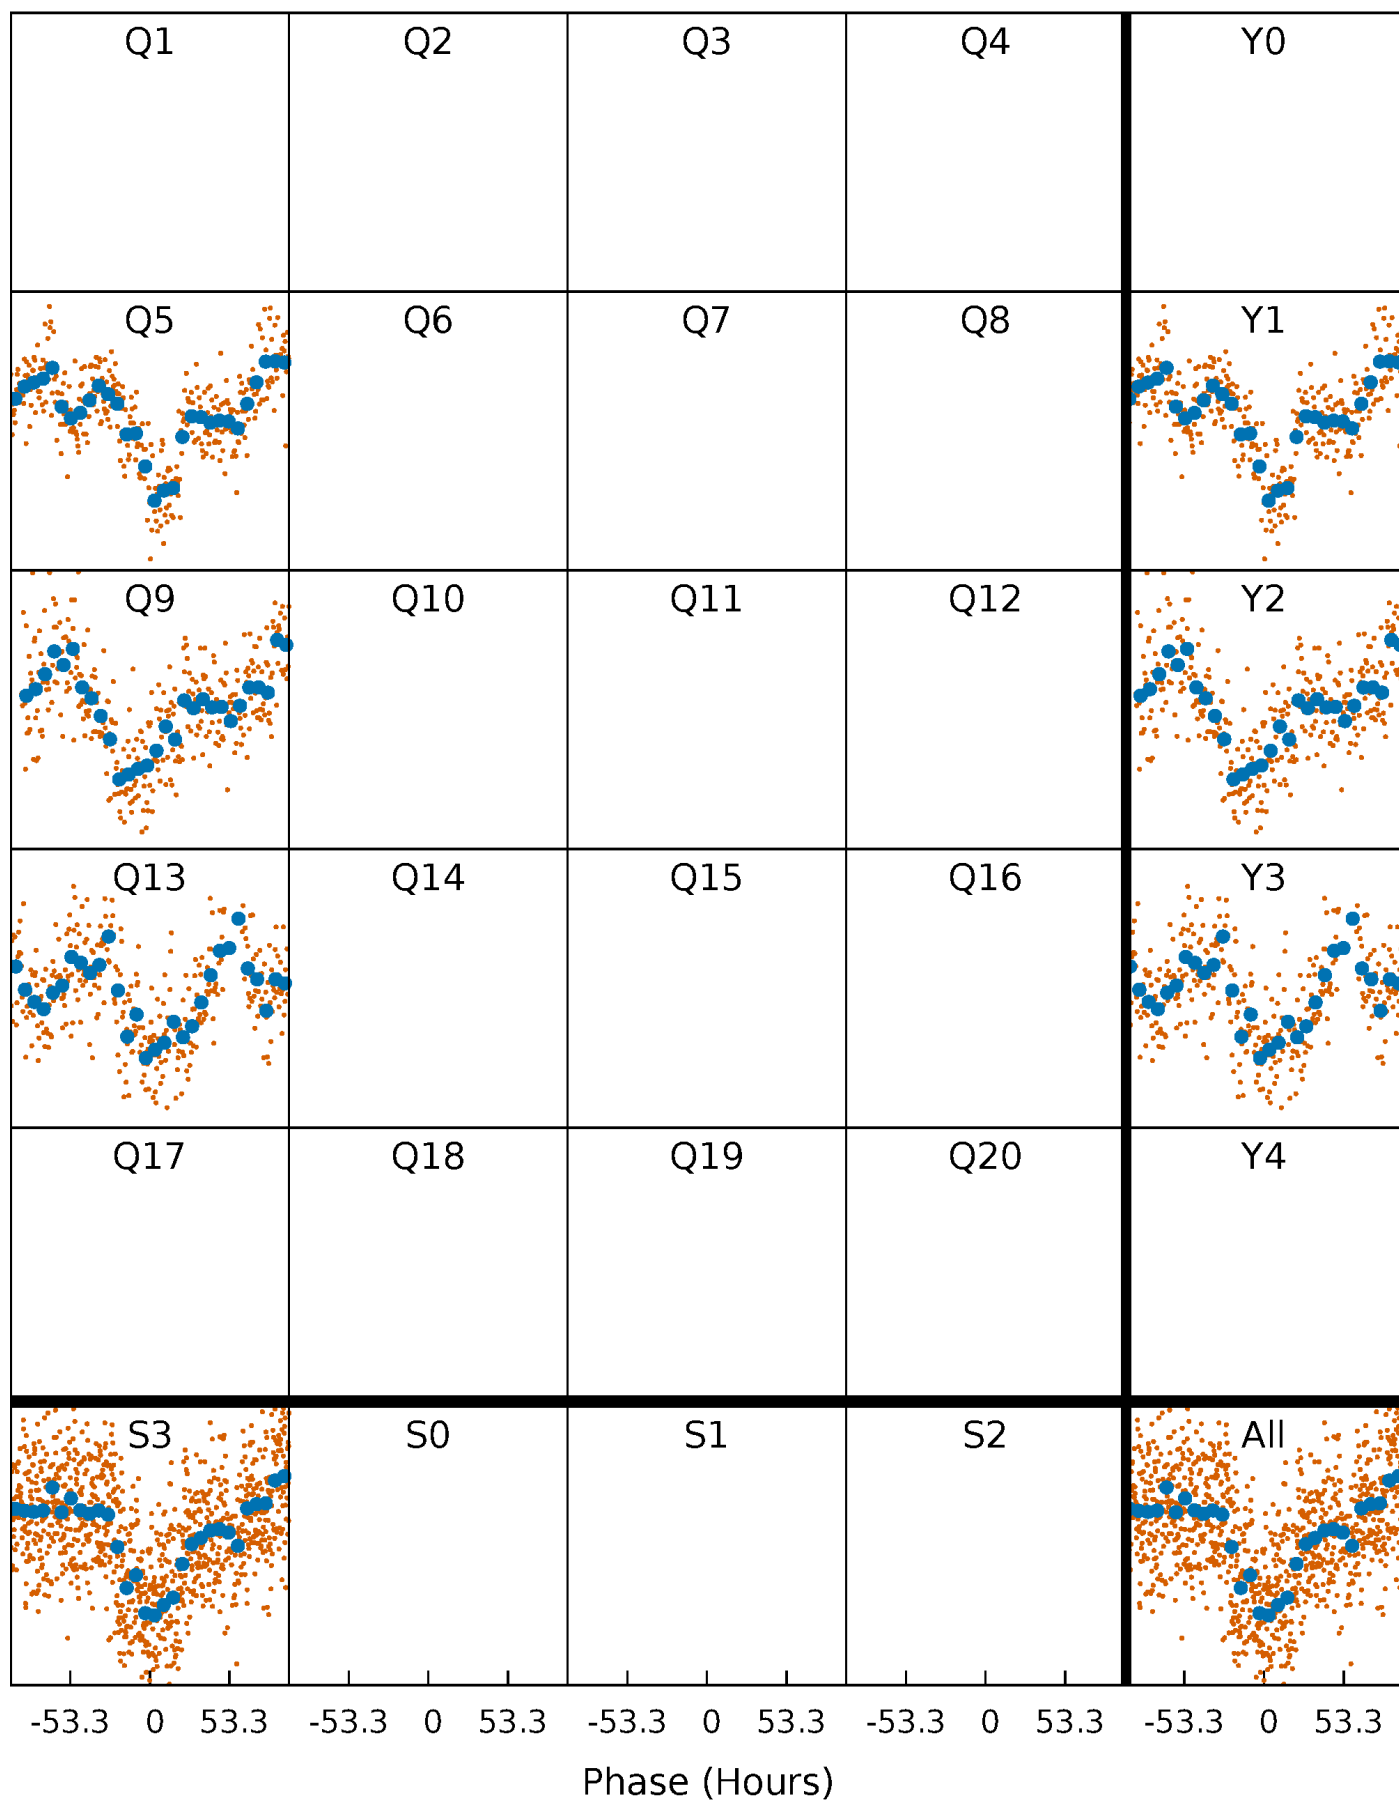 Q1 Q2 Q3 Q4 Y0
Q5 Q6 Q7 Q8 Y1
Q9 Q10 Q11 Q12 Y2
Q13 Q14 Q15 Q16 Y3
Q17 Q18 Q19 Q20 Y4
S3 S0 S1 S2 All
-53.3 0 53.3 -53.3 0 53.3 -53.3 0 53.3 -53.3 0 53.3 -53.3 0 53.3
Phase (Hours)